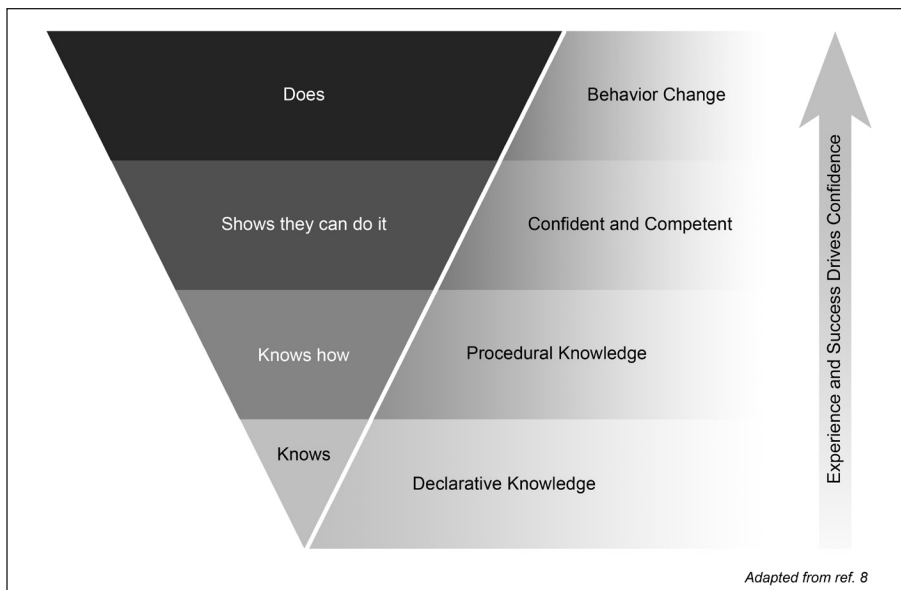 Does
Behavior Change
Shows they can do it
Confident and Competent
Knows how
Procedural Knowledge
Knows
Declarative Knowledge
Experience and Success Drives Confidence
Adapted from ref. 8